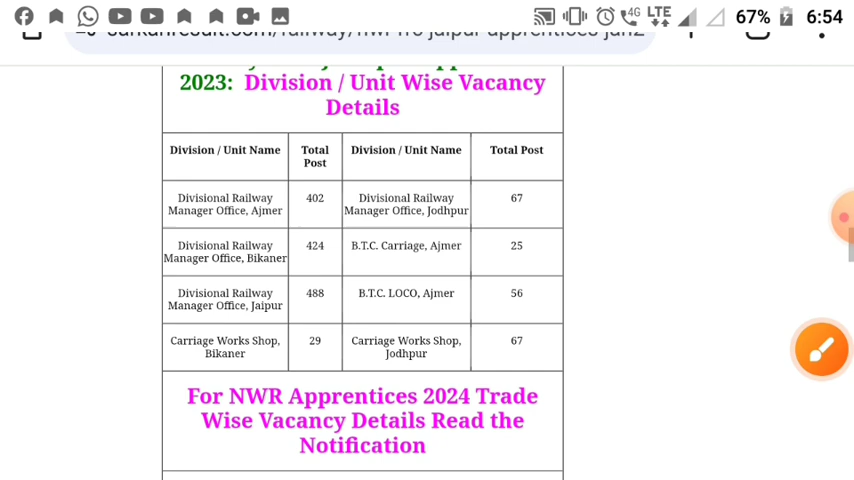 4G
LTE
67%
6:54
2023: Division / Unit Wise Vacancy
Details
Division / Unit Name
Total
Post
Division / Unit Name
Total Post
Divisional Railway
Manager Office, Ajmer
402
Divisional Railway
Manager Office, Jodhpur
67
Divisional Railway
Manager Office, Bikaner
424
B.T.C. Carriage, Ajmer
25
Divisional Railway
Manager Office, Jaipur
488
B.T.C. LOCO, Ajmer
56
Carriage Works Shop,
Bikaner
29
Carriage Works Shop,
Jodhpur
67
For NWR Apprentices 2024 Trade
Wise Vacancy Details Read the
Notification